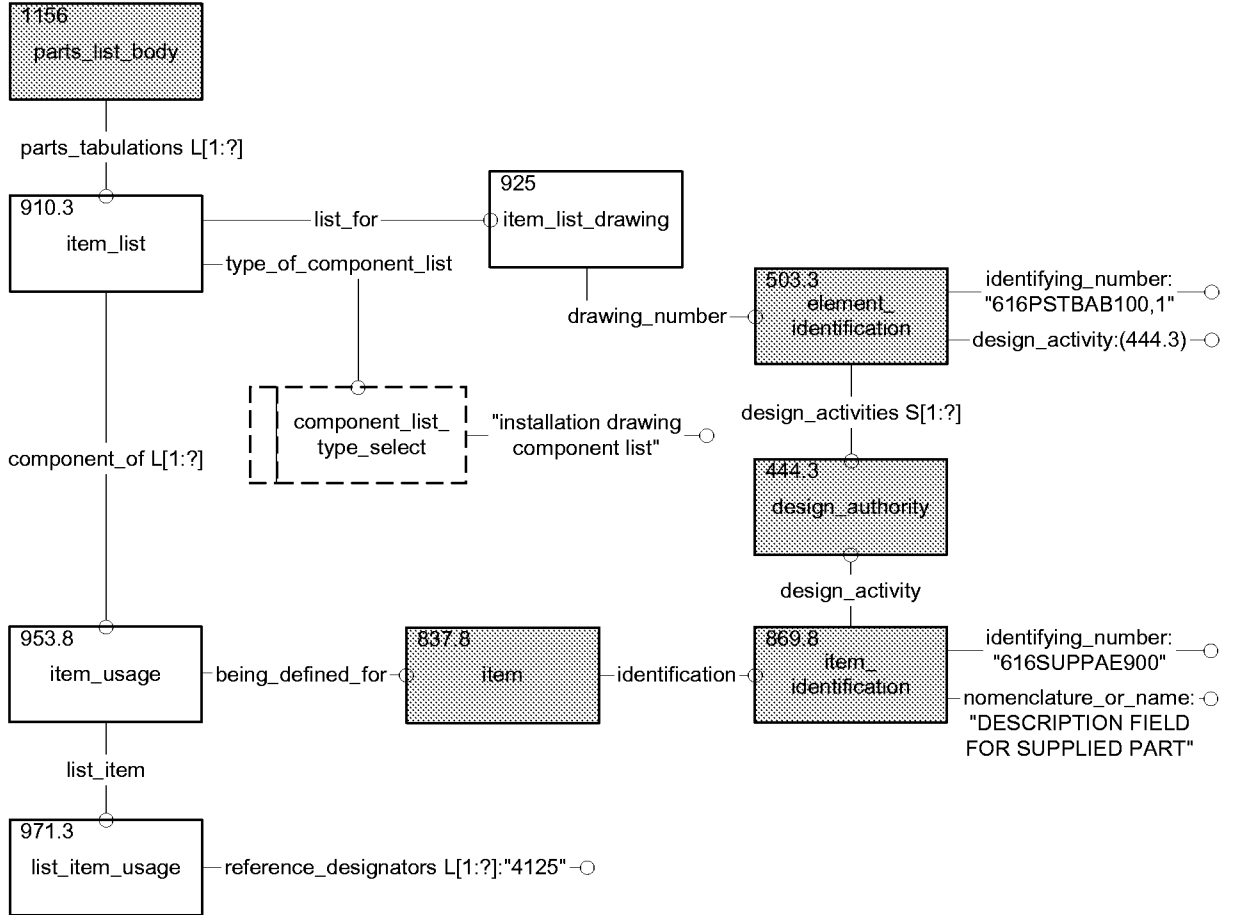 1156
parts_list_body
parts_tabulations L[1:?]
910.3
item_list
list_for
925
item_list_drawing
type_of_component_list
drawing_number
503.3
element_
identification
identifying_number:
"616PSTBAB100,1"
design_activity:(444.3)
component_list_
type_select
"installation drawing
component list"
design_activities S[1:?]
component_of L[1:?]
444.3
design_authority
design_activity
953.8
item_usage
being_defined_for
837.8
item
identification
869.8
item_
identification
identifying_number:
"616SUPPAE900"
nomenclature_or_name:
"DESCRIPTION FIELD
FOR SUPPLIED PART"
list_item
971.3
list_item_usage
reference_designators L[1:?]:"4125"